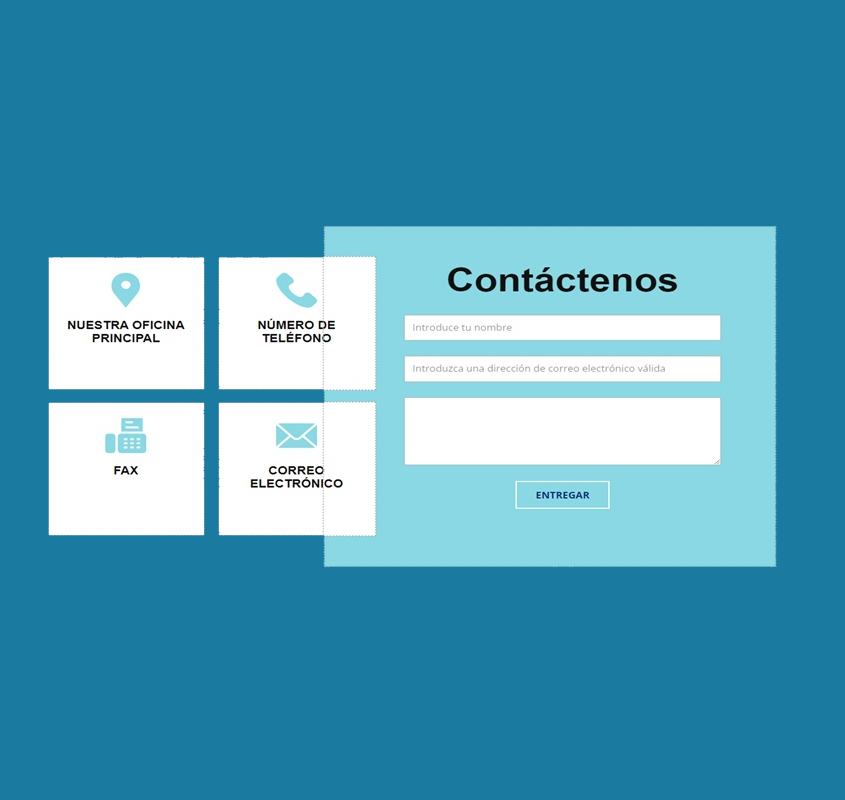 NUESTRA OFICINA
PRINCIPAL
NÚMERO DE
TELÉFONO
FAX
CORREO
ELECTRÓNICO
Contáctenos
Introduce tu nombre
Introduzca una dirección de correo electrónico válida
ENTREGAR